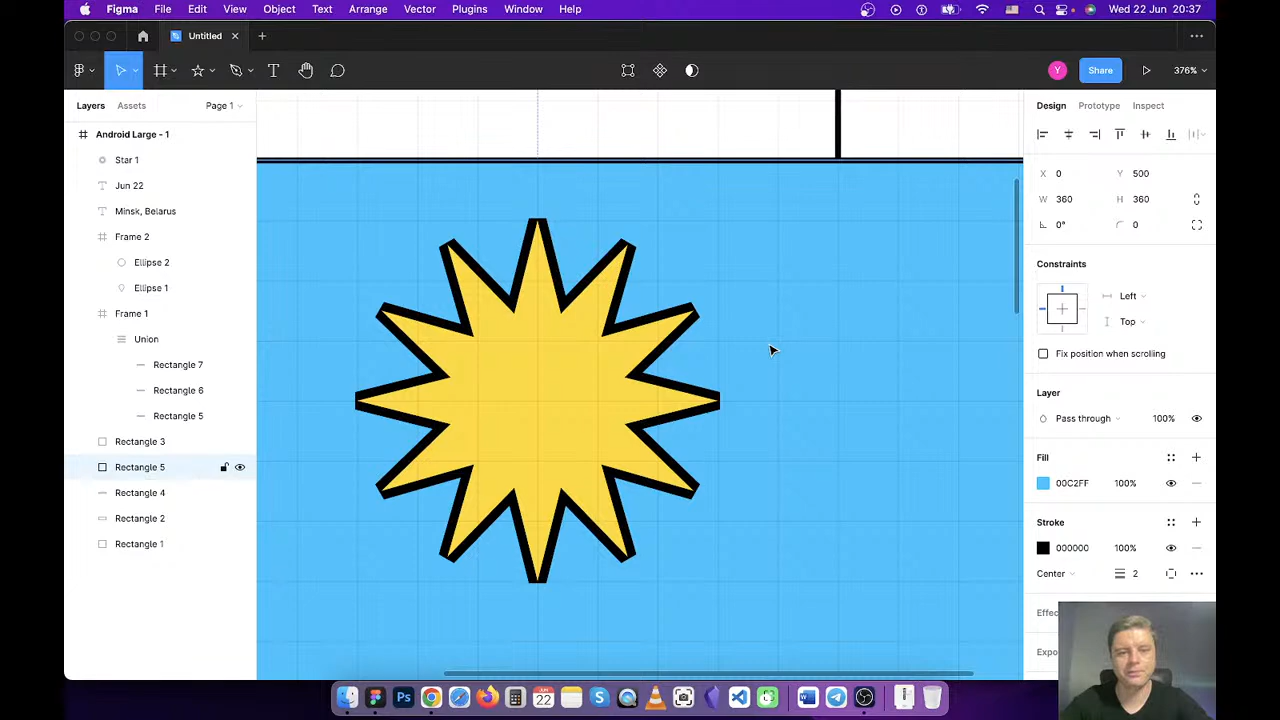 Figma File Edit View Object Text Arrange Vector Plugins Window Help Wed 22 Jun 20:37
Untitled
Share 376%
Y
Layers Assets Page 1
Design Prototype Inspect
Android Large - 1
Star 1
Jun 22
Minsk, Belarus
Frame 2
Ellipse 2
Ellipse 1
Frame 1
Union
Rectangle 7
Rectangle 6
Rectangle 5
Rectangle 3
Rectangle 5
Rectangle 4
Rectangle 2
Rectangle 1
X 0 Y 500
W 360 H 360
0° 0
Constraints
Left
Top
Fix position when scrolling
Layer
Pass through 100%
Fill
00C2FF 100%
Stroke
000000 100%
Center 2
JUN
22